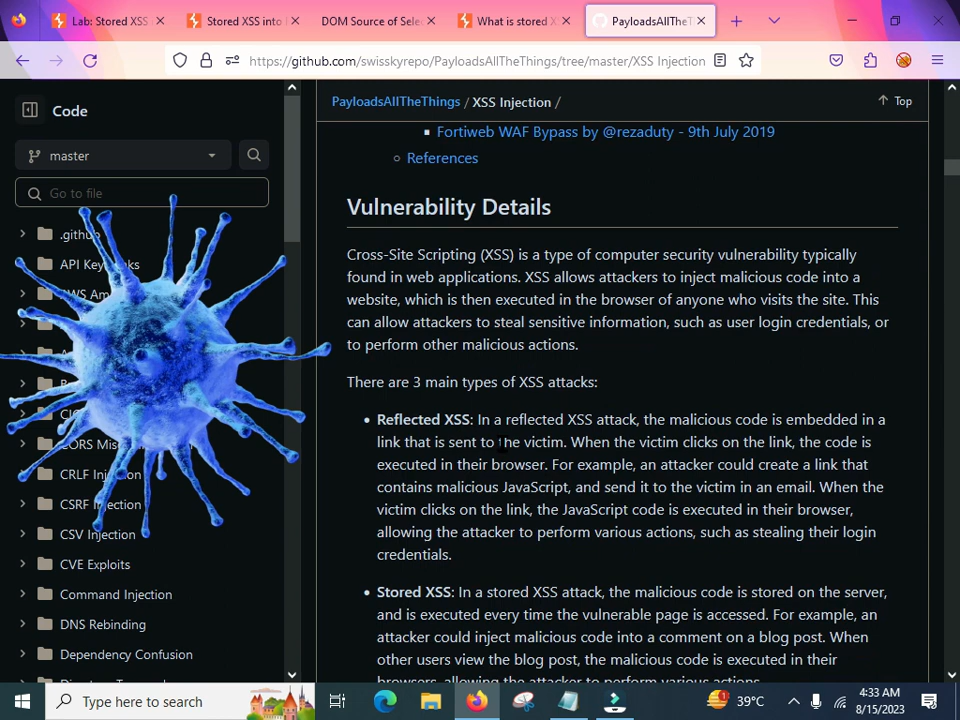 Lab: Stored XSS
Stored XSS into
DOM Source of Sele
What is stored X
PayloadsAllTheT
https://github.com/swisskyrepo/PayloadsAllTheThings/tree/master/XSS Injection
Code
master
Go to file
.github
CORS Misc
CRLF Injection
CSRF Injection
CSV Injection
CVE Exploits
Command Injection
DNS Rebinding
Dependency Confusion
PayloadsAllTheThings / XSS Injection /
Top
Fortiweb WAF Bypass by @rezaduty - 9th July 2019
References
Vulnerability Details
Cross-Site Scripting (XSS) is a type of computer security vulnerability typically
found in web applications. XSS allows attackers to inject malicious code into a
website, which is then executed in the browser of anyone who visits the site. This
can allow attackers to steal sensitive information, such as user login credentials, or
to perform other malicious actions.
There are 3 main types of XSS attacks:
Reflected XSS: In a reflected XSS attack, the malicious code is embedded in a
link that is sent to the victim. When the victim clicks on the link, the code is
executed in their browser. For example, an attacker could create a link that
contains malicious JavaScript, and send it to the victim in an email. When the
victim clicks on the link, the JavaScript code is executed in their browser,
allowing the attacker to perform various actions, such as stealing their login
credentials.
Stored XSS: In a stored XSS attack, the malicious code is stored on the server,
and is executed every time the vulnerable page is accessed. For example, an
attacker could inject malicious code into a comment on a blog post. When
other users view the blog post, the malicious code is executed in their
browsers, allowing the attacker to perform various actions.
Type here to search
39°C
4:33 AM
8/15/2023